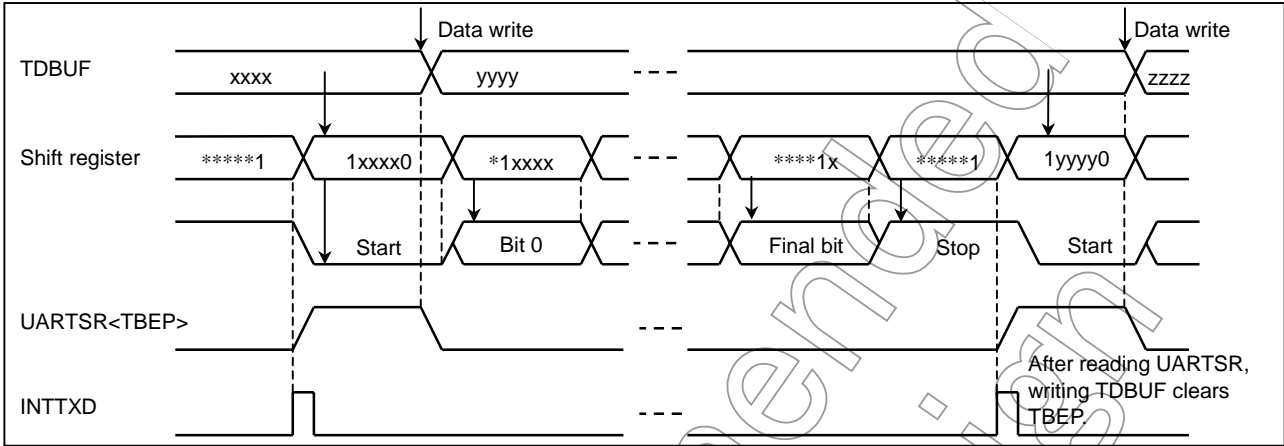 Data write
Data write
TDBUF
xxxx
yyyy
zzzz
Shift register
*****1
1xxxx0
*1xxxx
****1x
*****1
1yyyy0
Start
Bit 0
Final bit
Stop
Start
UARTSR<TBEP>
After reading UARTSR,
writing TDBUF clears
TBEP.
INTTXD